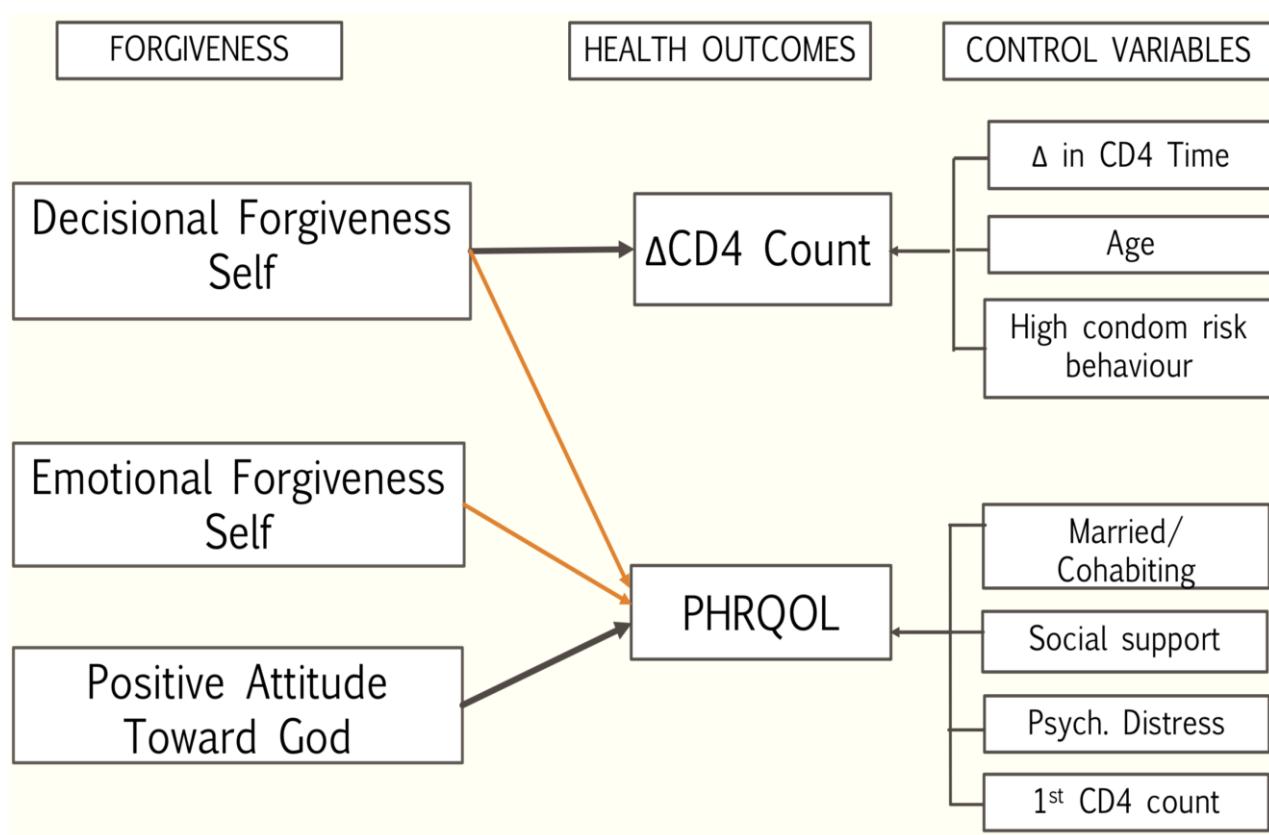 FORGIVENESS
HEALTH OUTCOMES
CONTROL VARIABLES
Decisional Forgiveness
Self
Emotional Forgiveness
Self
Positive Attitude
Toward God
ΔCD4 Count
PHRQOL
Δ in CD4 Time
Age
High condom risk
behaviour
Married/
Cohabiting
Social support
Psych. Distress
1st CD4 count